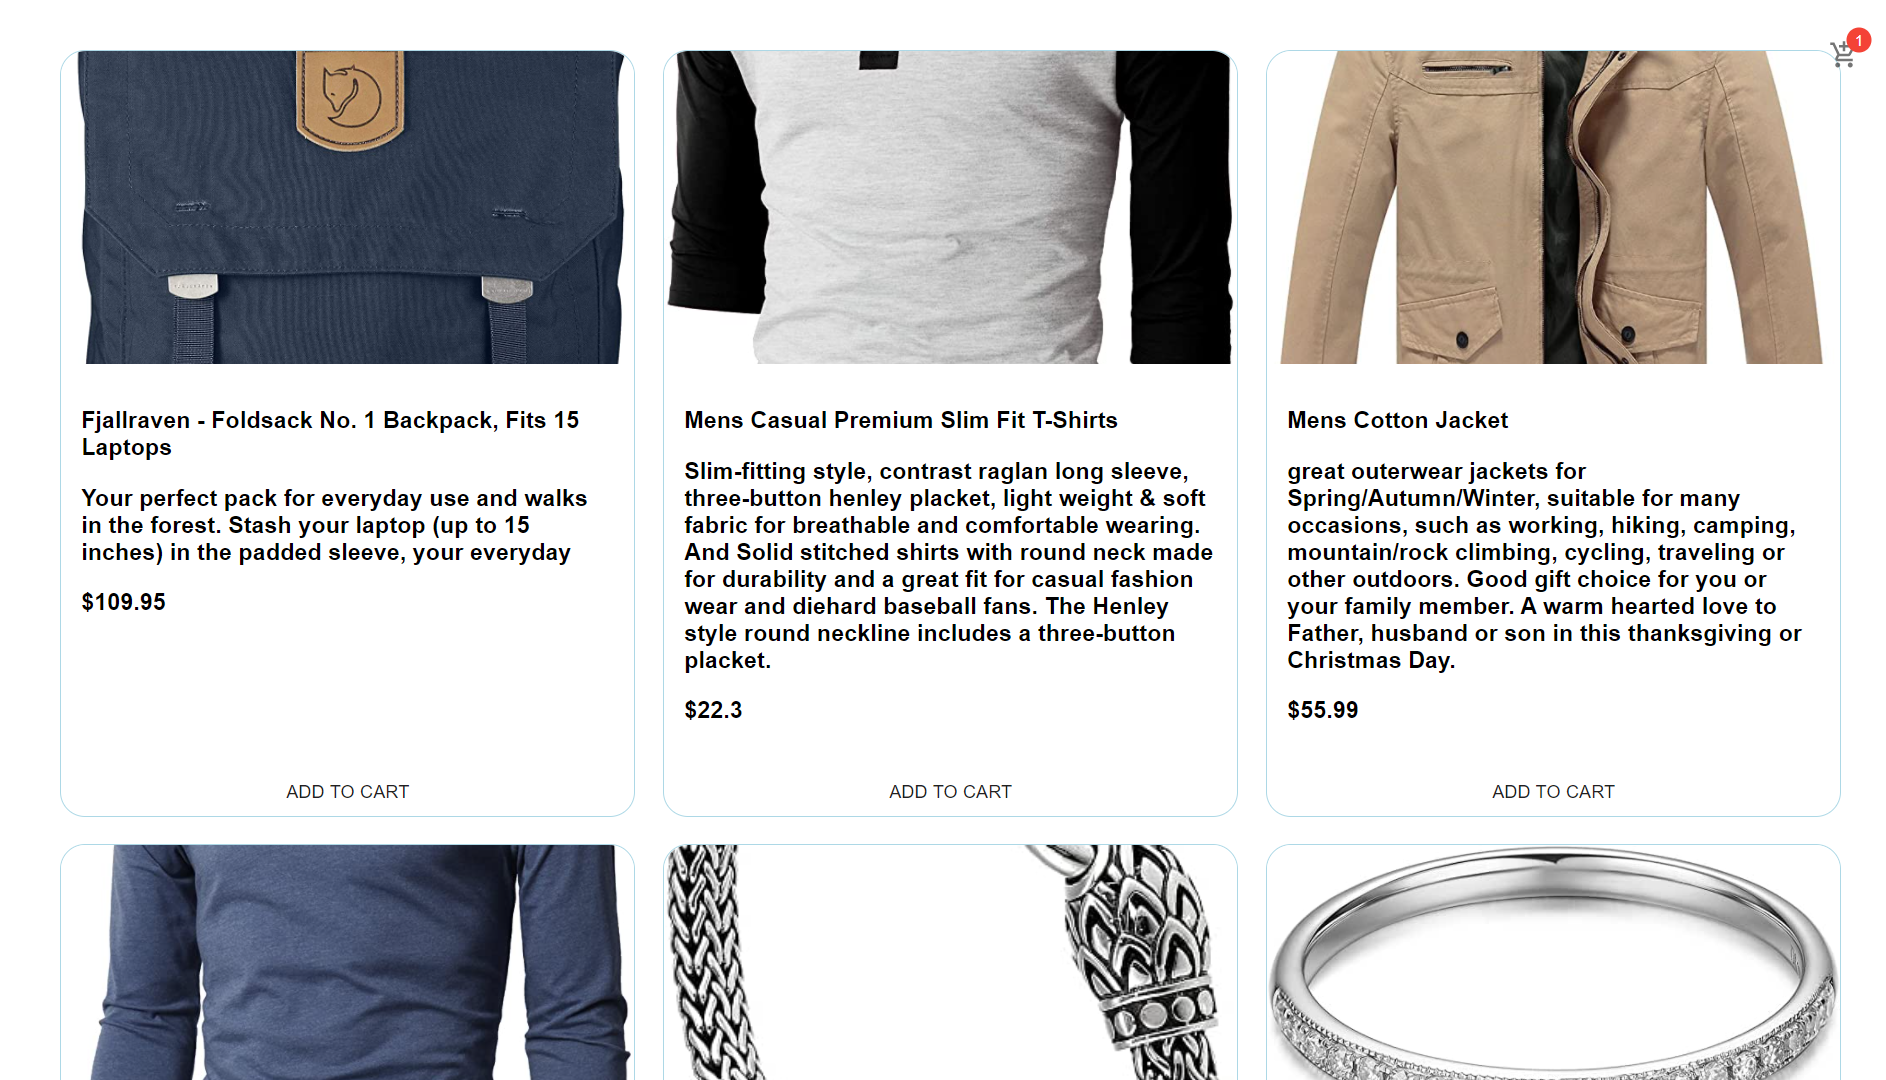 1
Fjallraven - Foldsack No. 1 Backpack, Fits 15
Laptops
Your perfect pack for everyday use and walks
in the forest. Stash your laptop (up to 15
inches) in the padded sleeve, your everyday
$109.95
ADD TO CART
Mens Casual Premium Slim Fit T-Shirts
Slim-fitting style, contrast raglan long sleeve,
three-button henley placket, light weight & soft
fabric for breathable and comfortable wearing.
And Solid stitched shirts with round neck made
for durability and a great fit for casual fashion
wear and diehard baseball fans. The Henley
style round neckline includes a three-button
placket.
$22.3
ADD TO CART
Mens Cotton Jacket
great outerwear jackets for
Spring/Autumn/Winter, suitable for many
occasions, such as working, hiking, camping,
mountain/rock climbing, cycling, traveling or
other outdoors. Good gift choice for you or
your family member. A warm hearted love to
Father, husband or son in this thanksgiving or
Christmas Day.
$55.99
ADD TO CART